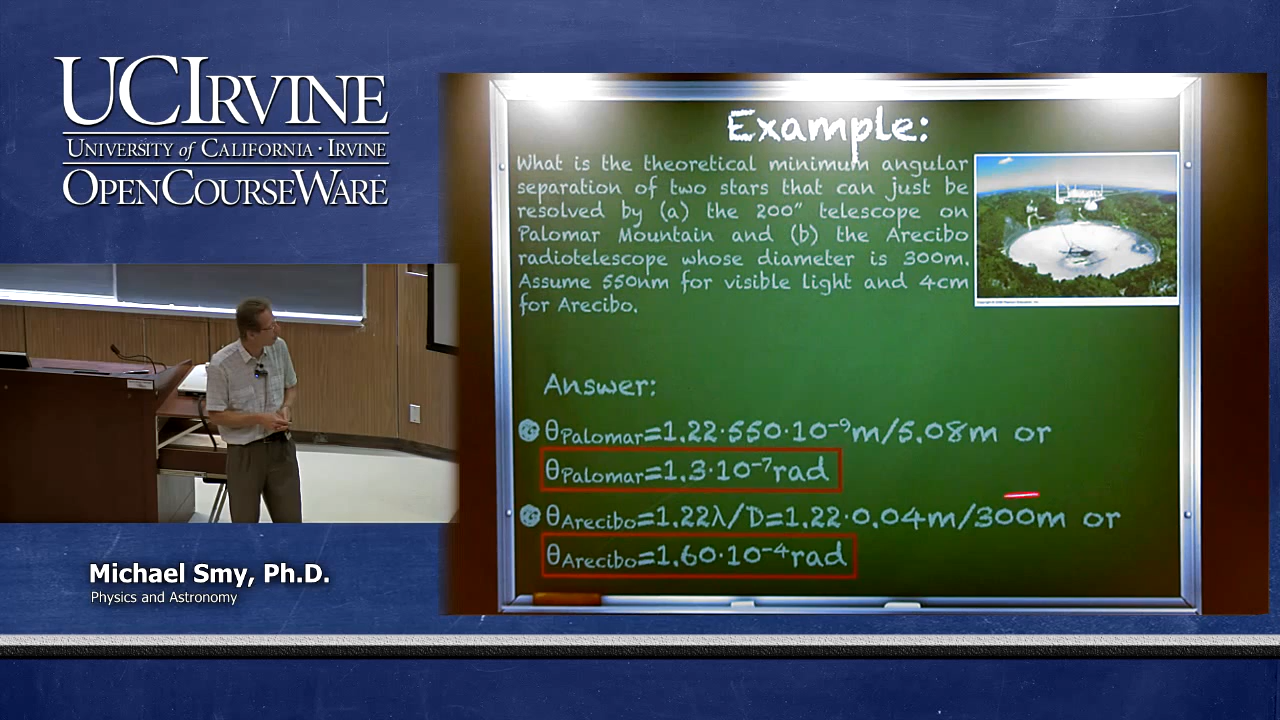 UCIRVINE
UNIVERSITY of CALIFORNIA · IRVINE
OPENCOURSEWARE
Michael Smy, Ph.D.
Physics and Astronomy
Example:
What is the theoretical minimum angular
separation of two stars that can just be
resolved by (a) the 200" telescope on
Palomar Mountain and (b) the Arecibo
radiotelescope whose diameter is 300m.
Assume 550nm for visible light and 4cm
for Arecibo.
Answer:
θPalomar=1.22·550·10⁻⁹m/5.08m or
θPalomar=1.3·10⁻⁷rad
θArecibo=1.22λ/D=1.22·0.04m/300m or
θArecibo=1.60·10⁻⁴rad